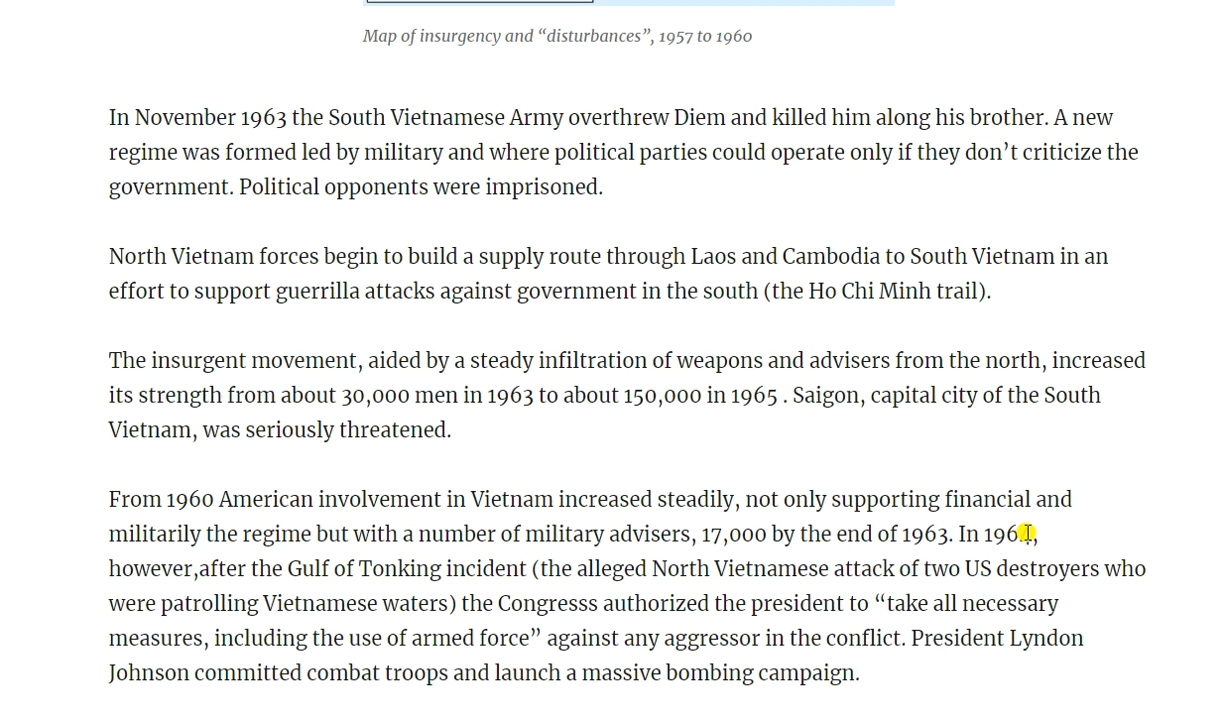 Map of insurgency and “disturbances”, 1957 to 1960
In November 1963 the South Vietnamese Army overthrew Diem and killed him along his brother. A new
regime was formed led by military and where political parties could operate only if they don’t criticize the
government. Political opponents were imprisoned.
North Vietnam forces begin to build a supply route through Laos and Cambodia to South Vietnam in an
effort to support guerrilla attacks against government in the south (the Ho Chi Minh trail).
The insurgent movement, aided by a steady infiltration of weapons and advisers from the north, increased
its strength from about 30,000 men in 1963 to about 150,000 in 1965 . Saigon, capital city of the South
Vietnam, was seriously threatened.
From 1960 American involvement in Vietnam increased steadily, not only supporting financial and
militarily the regime but with a number of military advisers, 17,000 by the end of 1963. In
however,after the Gulf of Tonking incident (the alleged North Vietnamese attack of two US destroyers who
were patrolling Vietnamese waters) the Congresss authorized the president to “take all necessary
measures, including the use of armed force” against any aggressor in the conflict. President Lyndon
Johnson committed combat troops and launch a massive bombing campaign.